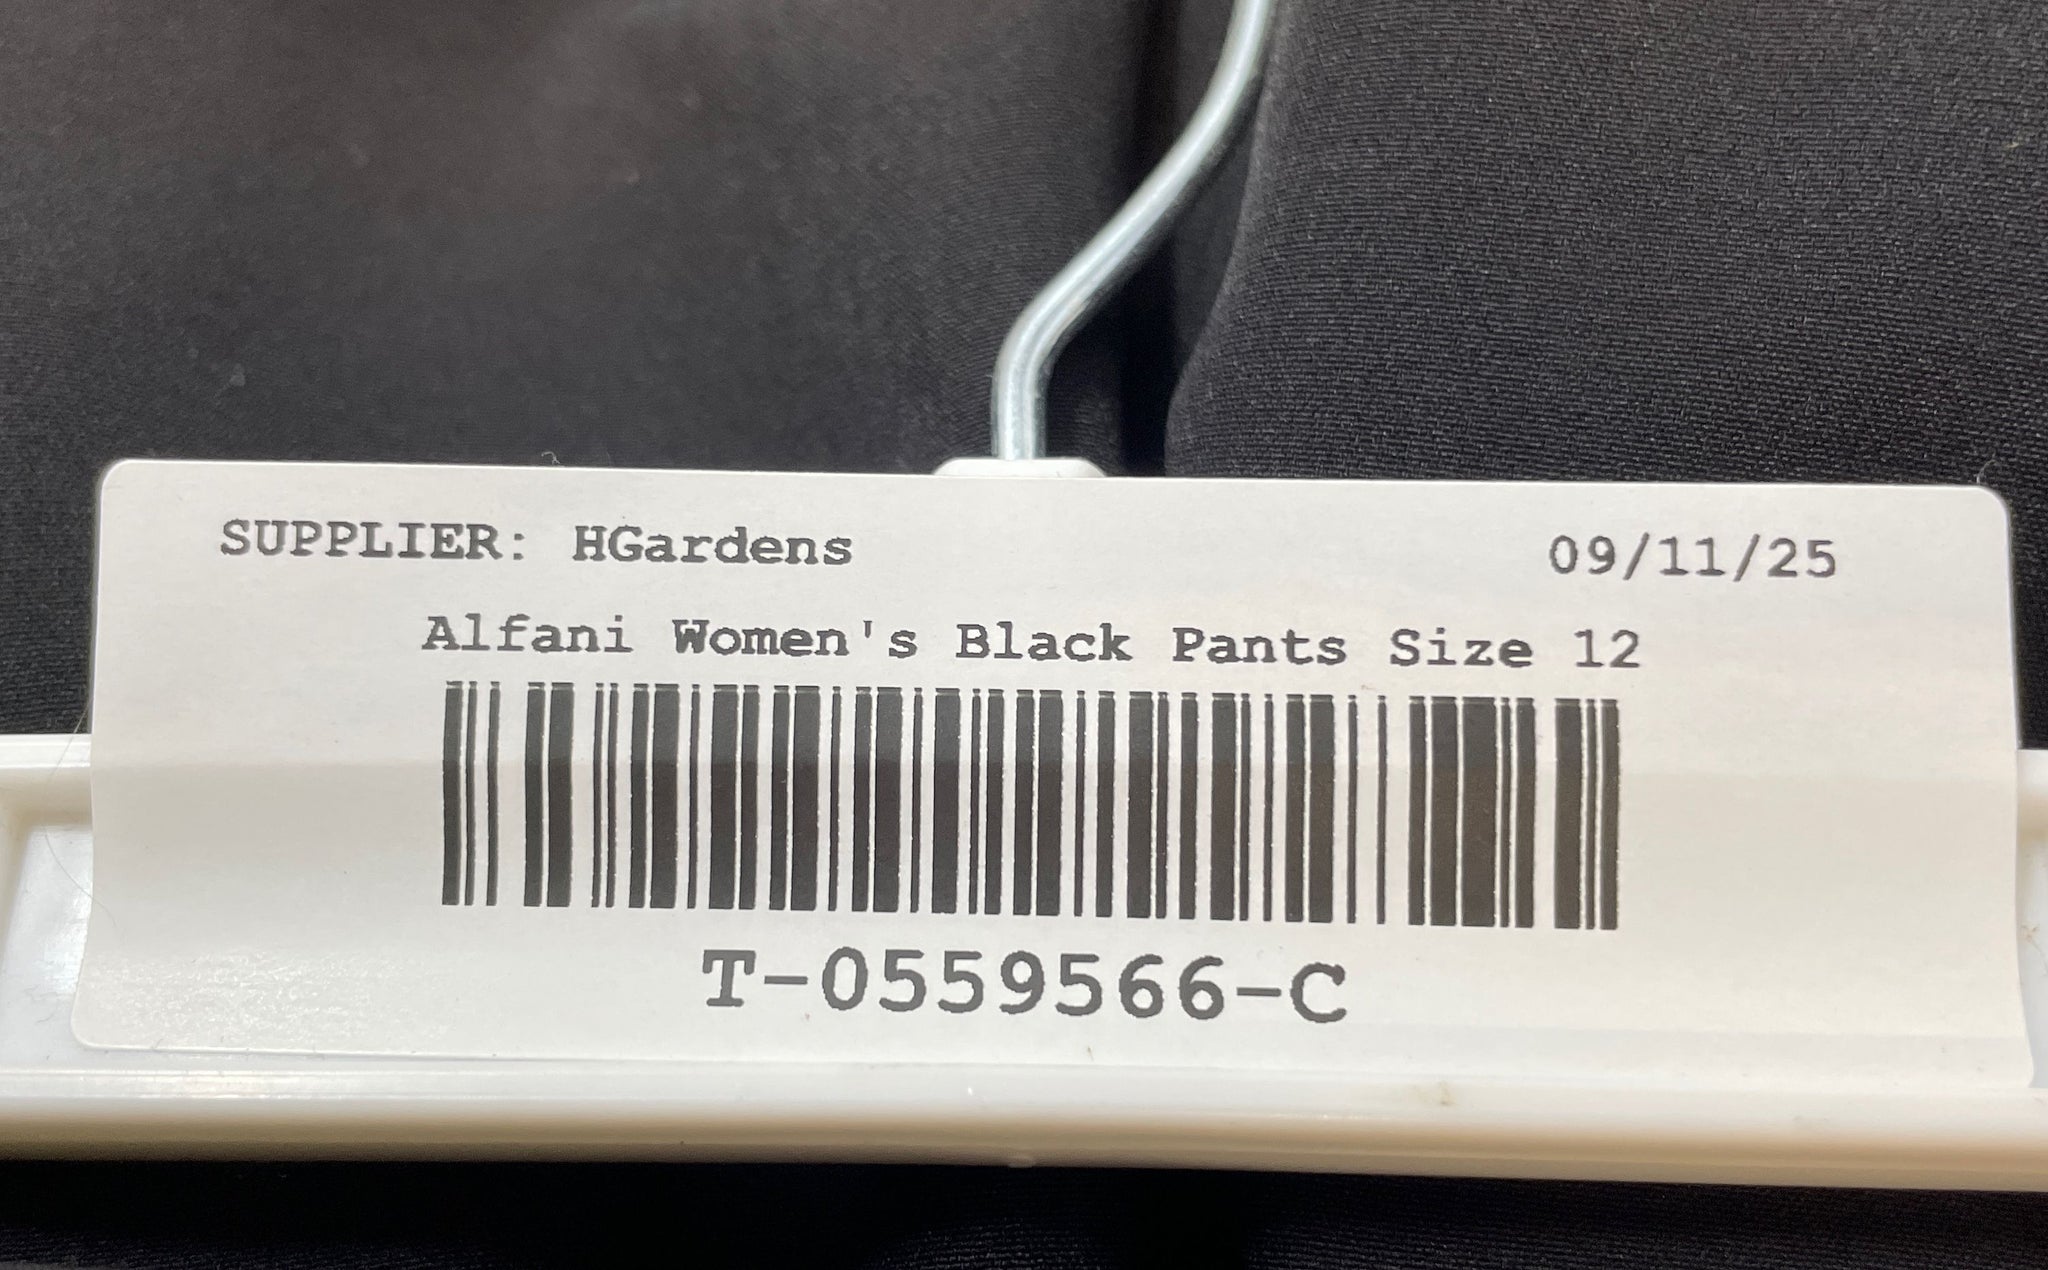 SUPPLIER: HGardens 09/11/25
Alfani Women's Black Pants Size 12
T-0559566-C